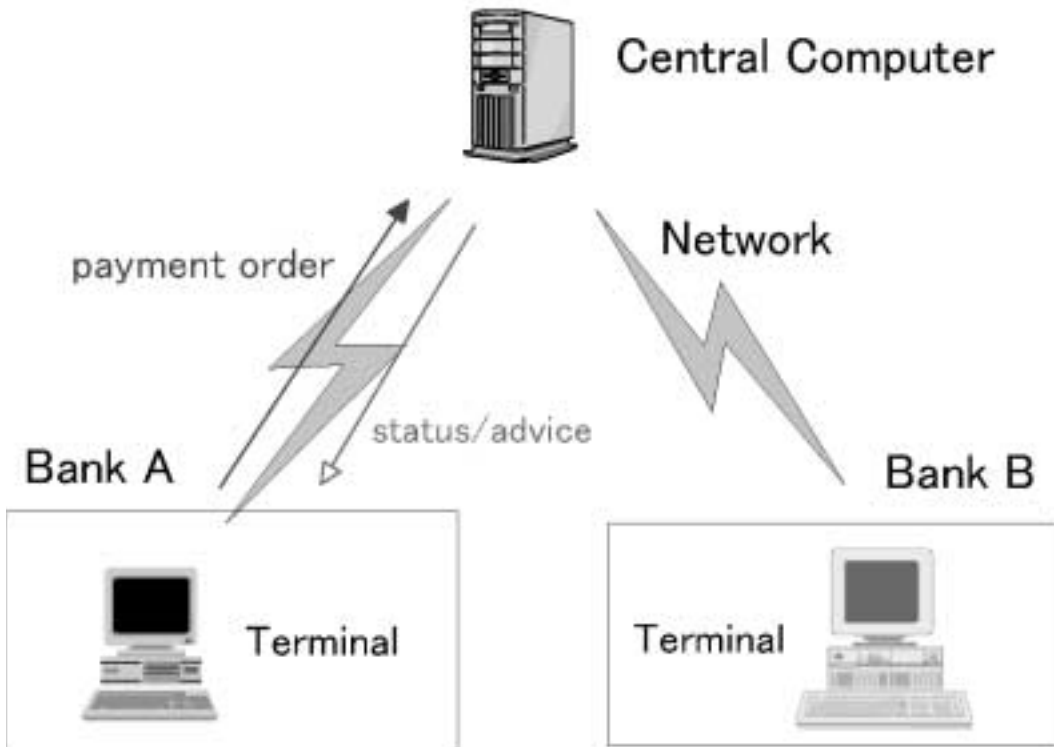 Central Computer
Network
payment order
status/advice
Bank A
Bank B
Terminal
Terminal